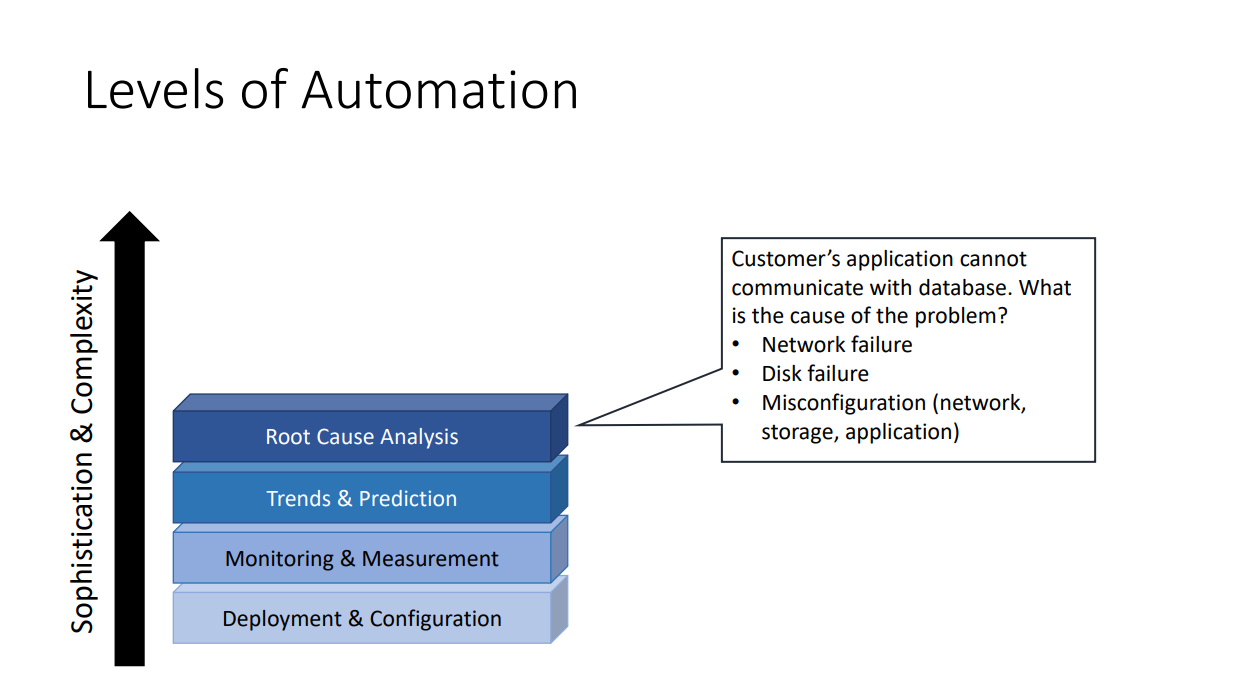 Levels of Automation
Sophistication & Complexity
Customer’s application cannot
communicate with database. What
is the cause of the problem?
• Network failure
• Disk failure
• Misconfiguration (network,
storage, application)
Root Cause Analysis
Trends & Prediction
Monitoring & Measurement
Deployment & Configuration